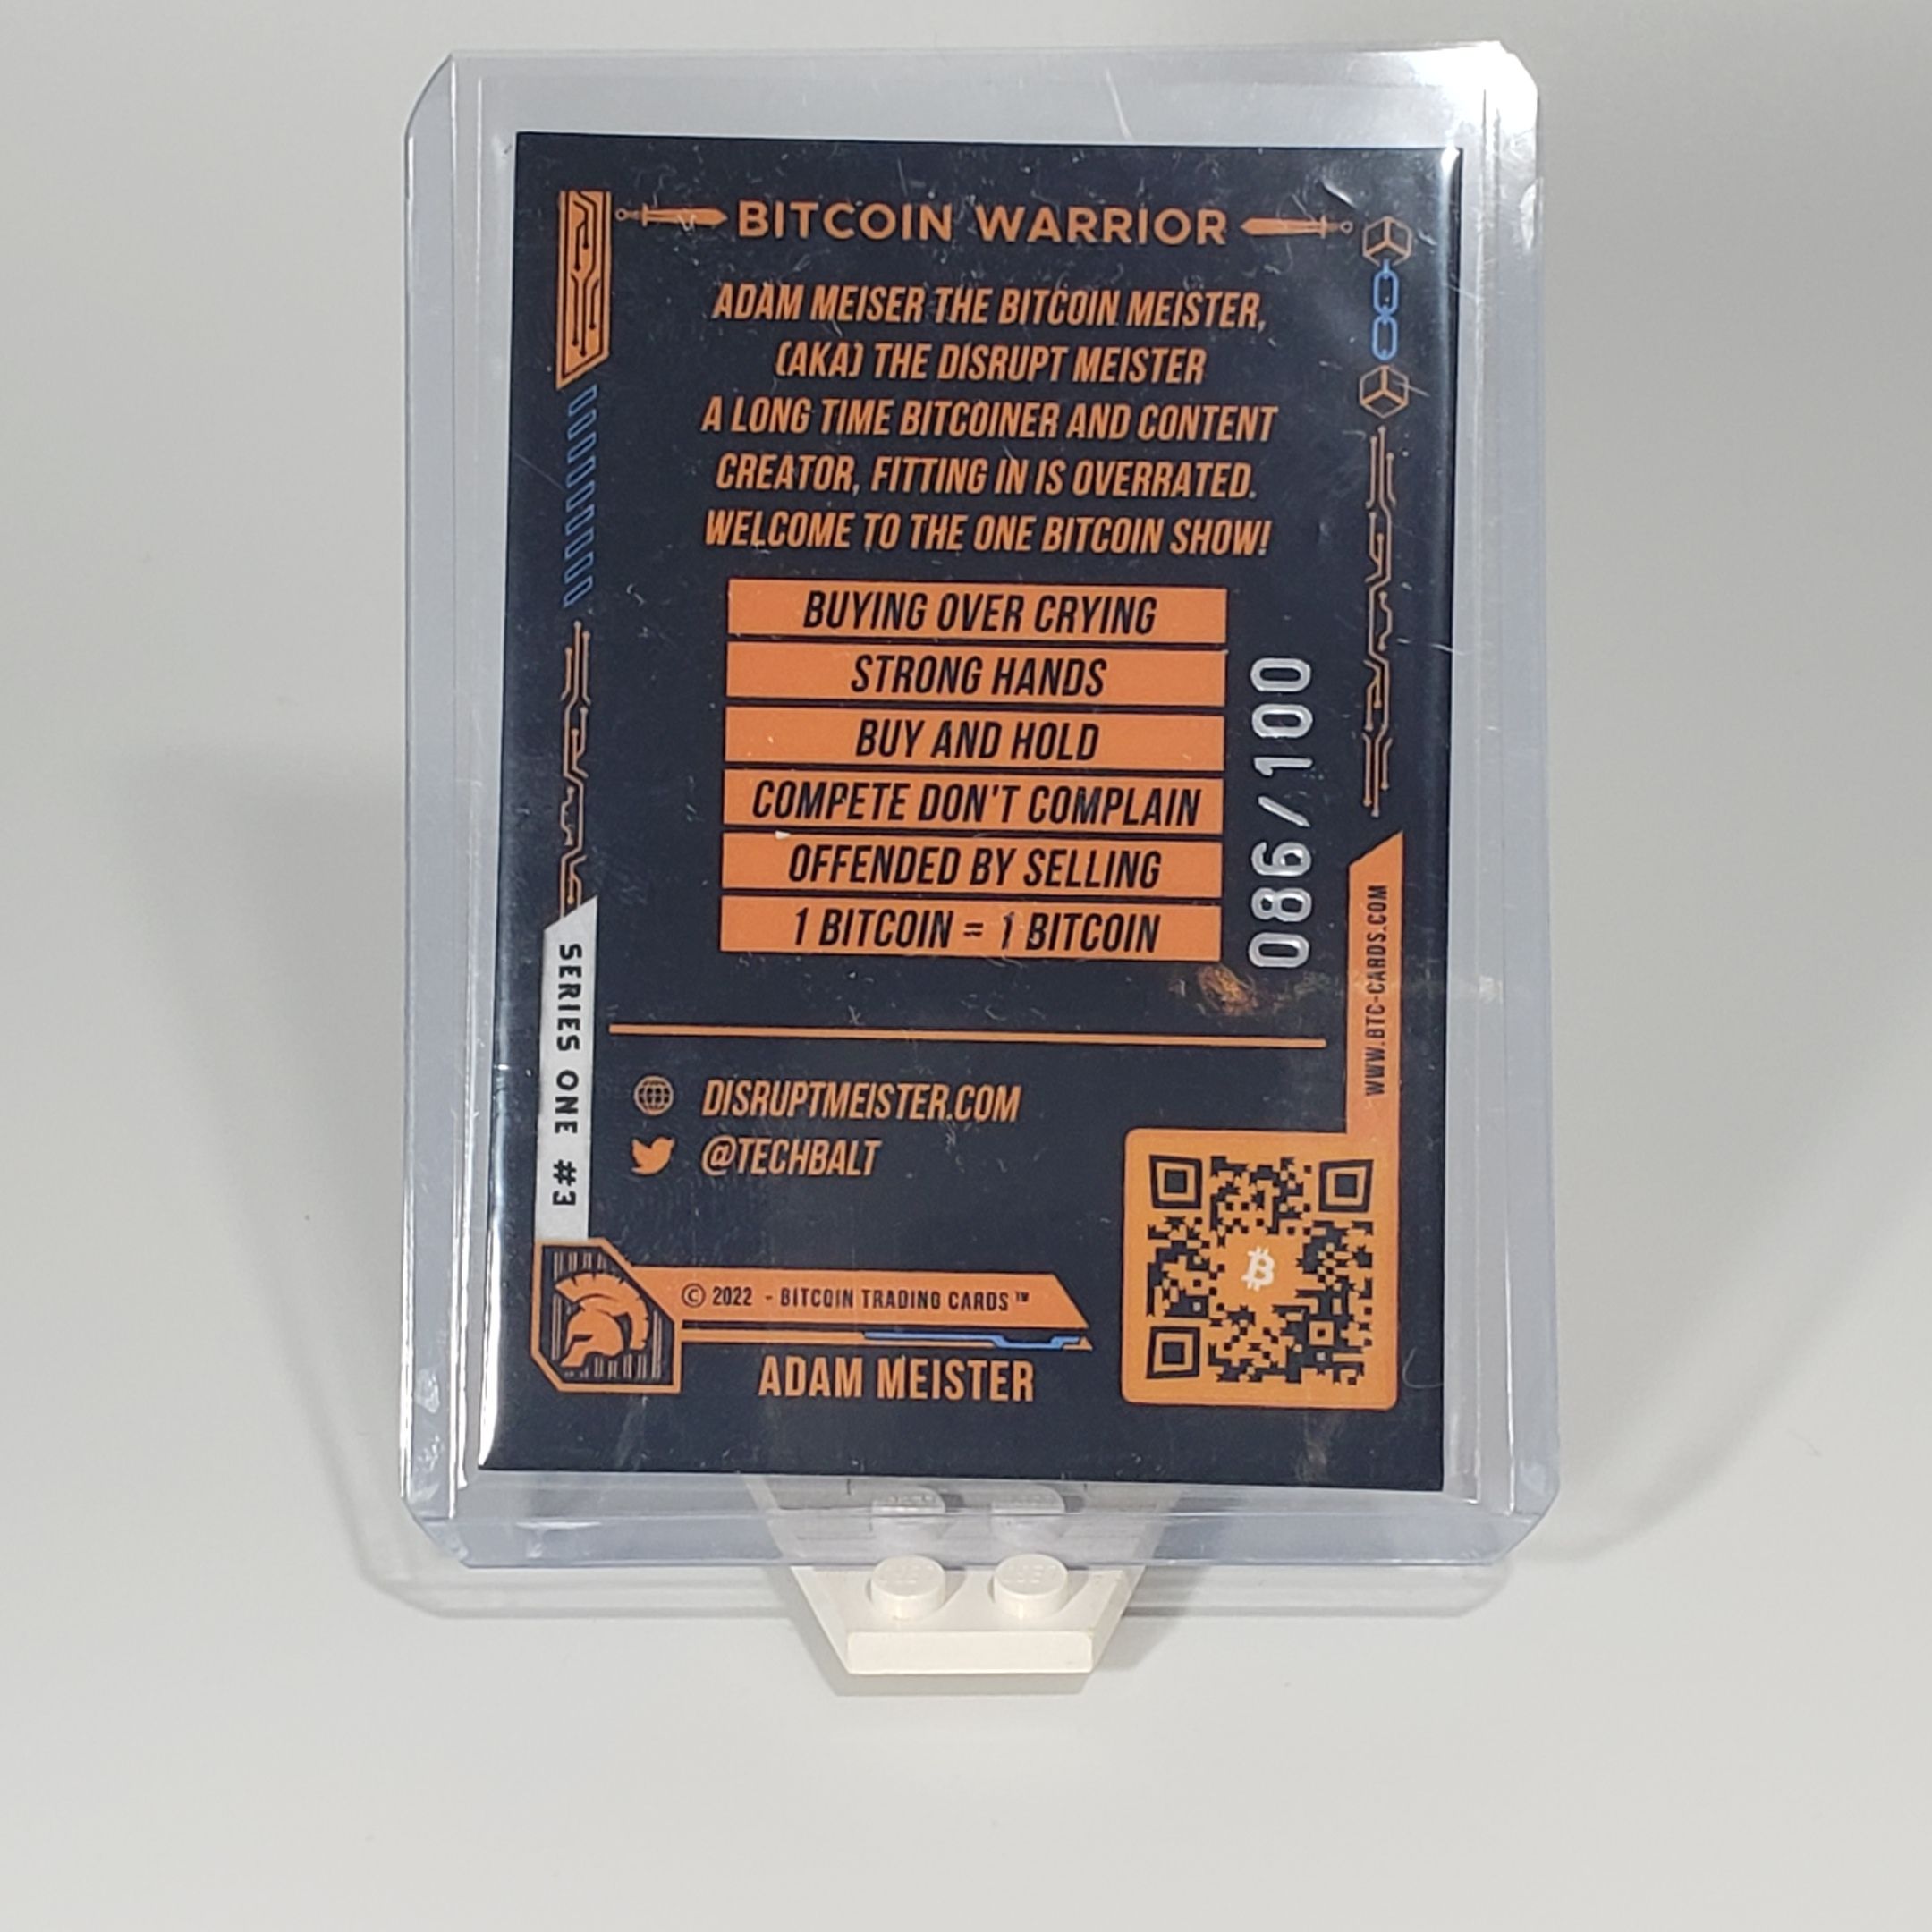 BITCOIN WARRIOR
ADAM MEISER THE BITCOIN MEISTER,
(AKA) THE DISRUPT MEISTER
A LONG TIME BITCOINER AND CONTENT
CREATOR, FITTING IN IS OVERRATED.
WELCOME TO THE ONE BITCOIN SHOW!
BUYING OVER CRYING
STRONG HANDS
BUY AND HOLD
COMPETE DON'T COMPLAIN
OFFENDED BY SELLING
1 BITCOIN = 1 BITCOIN
086/100
WWW.BTC-CARDS.COM
SERIES ONE #3
DISRUPTMEISTER.COM
@TECHBALT
© 2022 - BITCOIN TRADING CARDS™
ADAM MEISTER